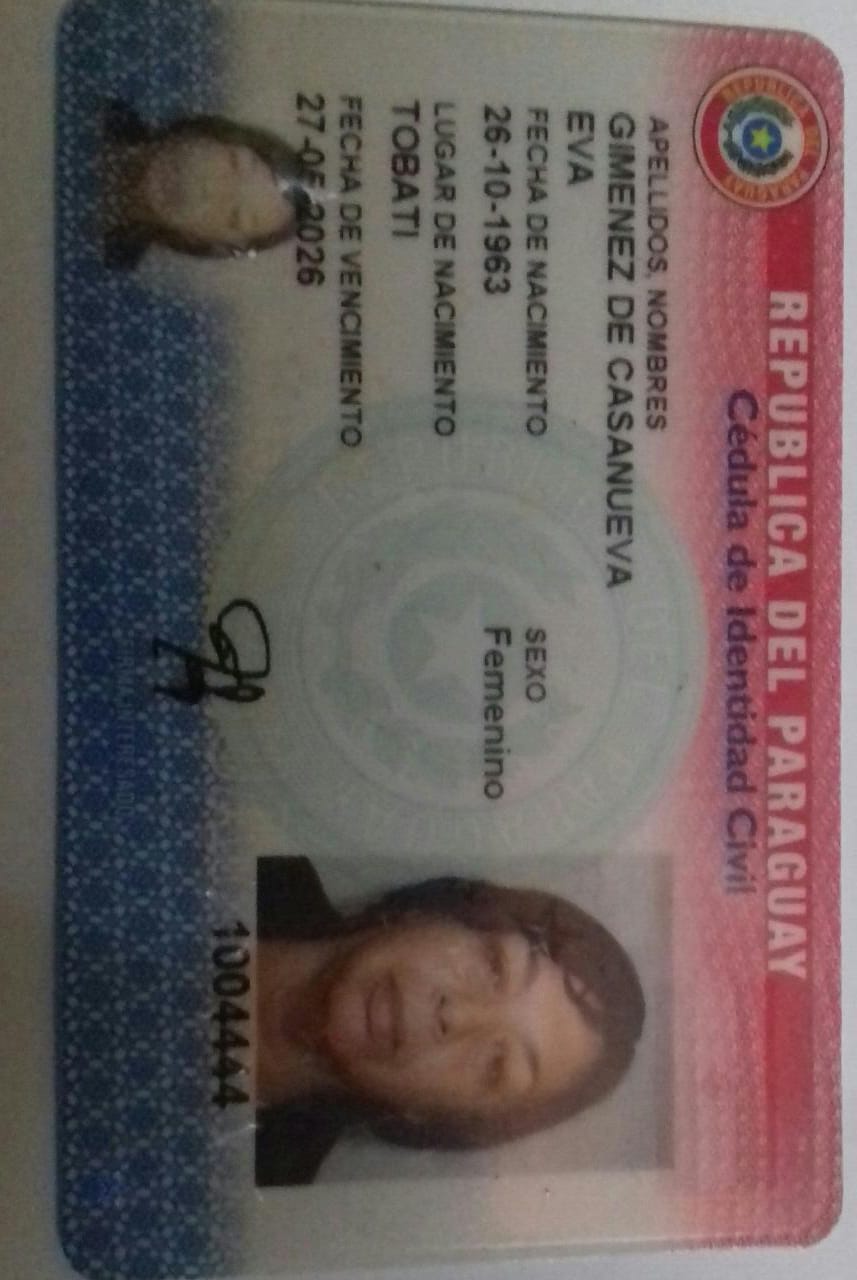 REPUBLICA DEL PARAGUAY
Cédula de Identidad Civil
APELLIDOS, NOMBRES
GIMENEZ DE CASANUEVA
EVA
FECHA DE NACIMIENTO SEXO
26-10-1963 Femenino
LUGAR DE NACIMIENTO
TOBATI
FECHA DE VENCIMIENTO
27-05-2026
1004444
FIRMA INTERESADO